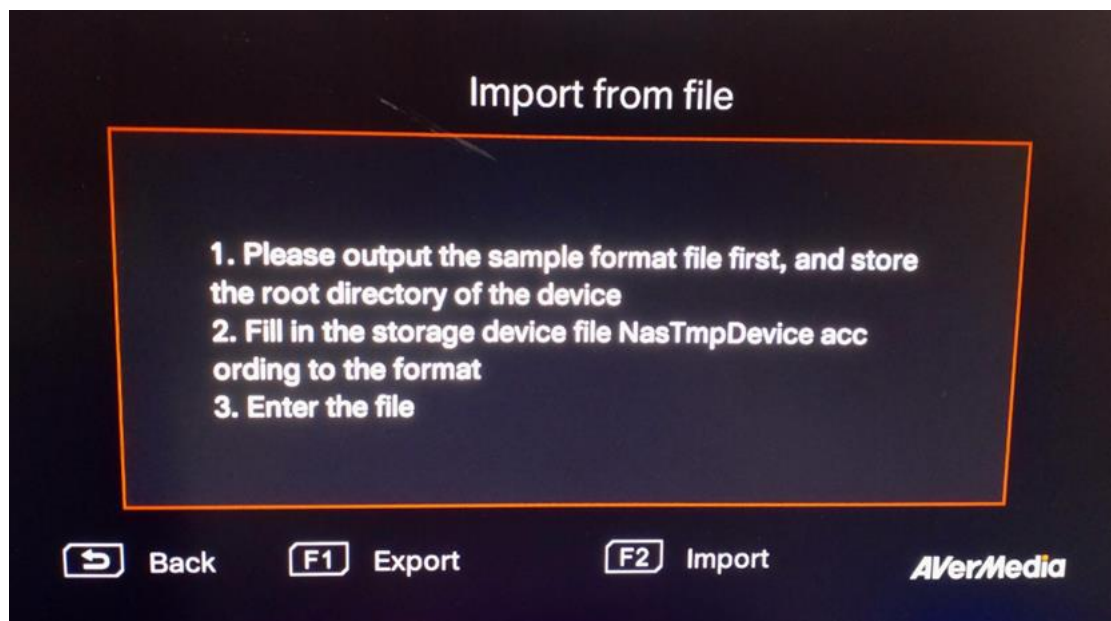 Import from file
1. Please output the sample format file first, and store
the root directory of the device
2. Fill in the storage device file NasTmpDevice acc
ording to the format
3. Enter the file
Back F1 Export F2 Import AVerMedia